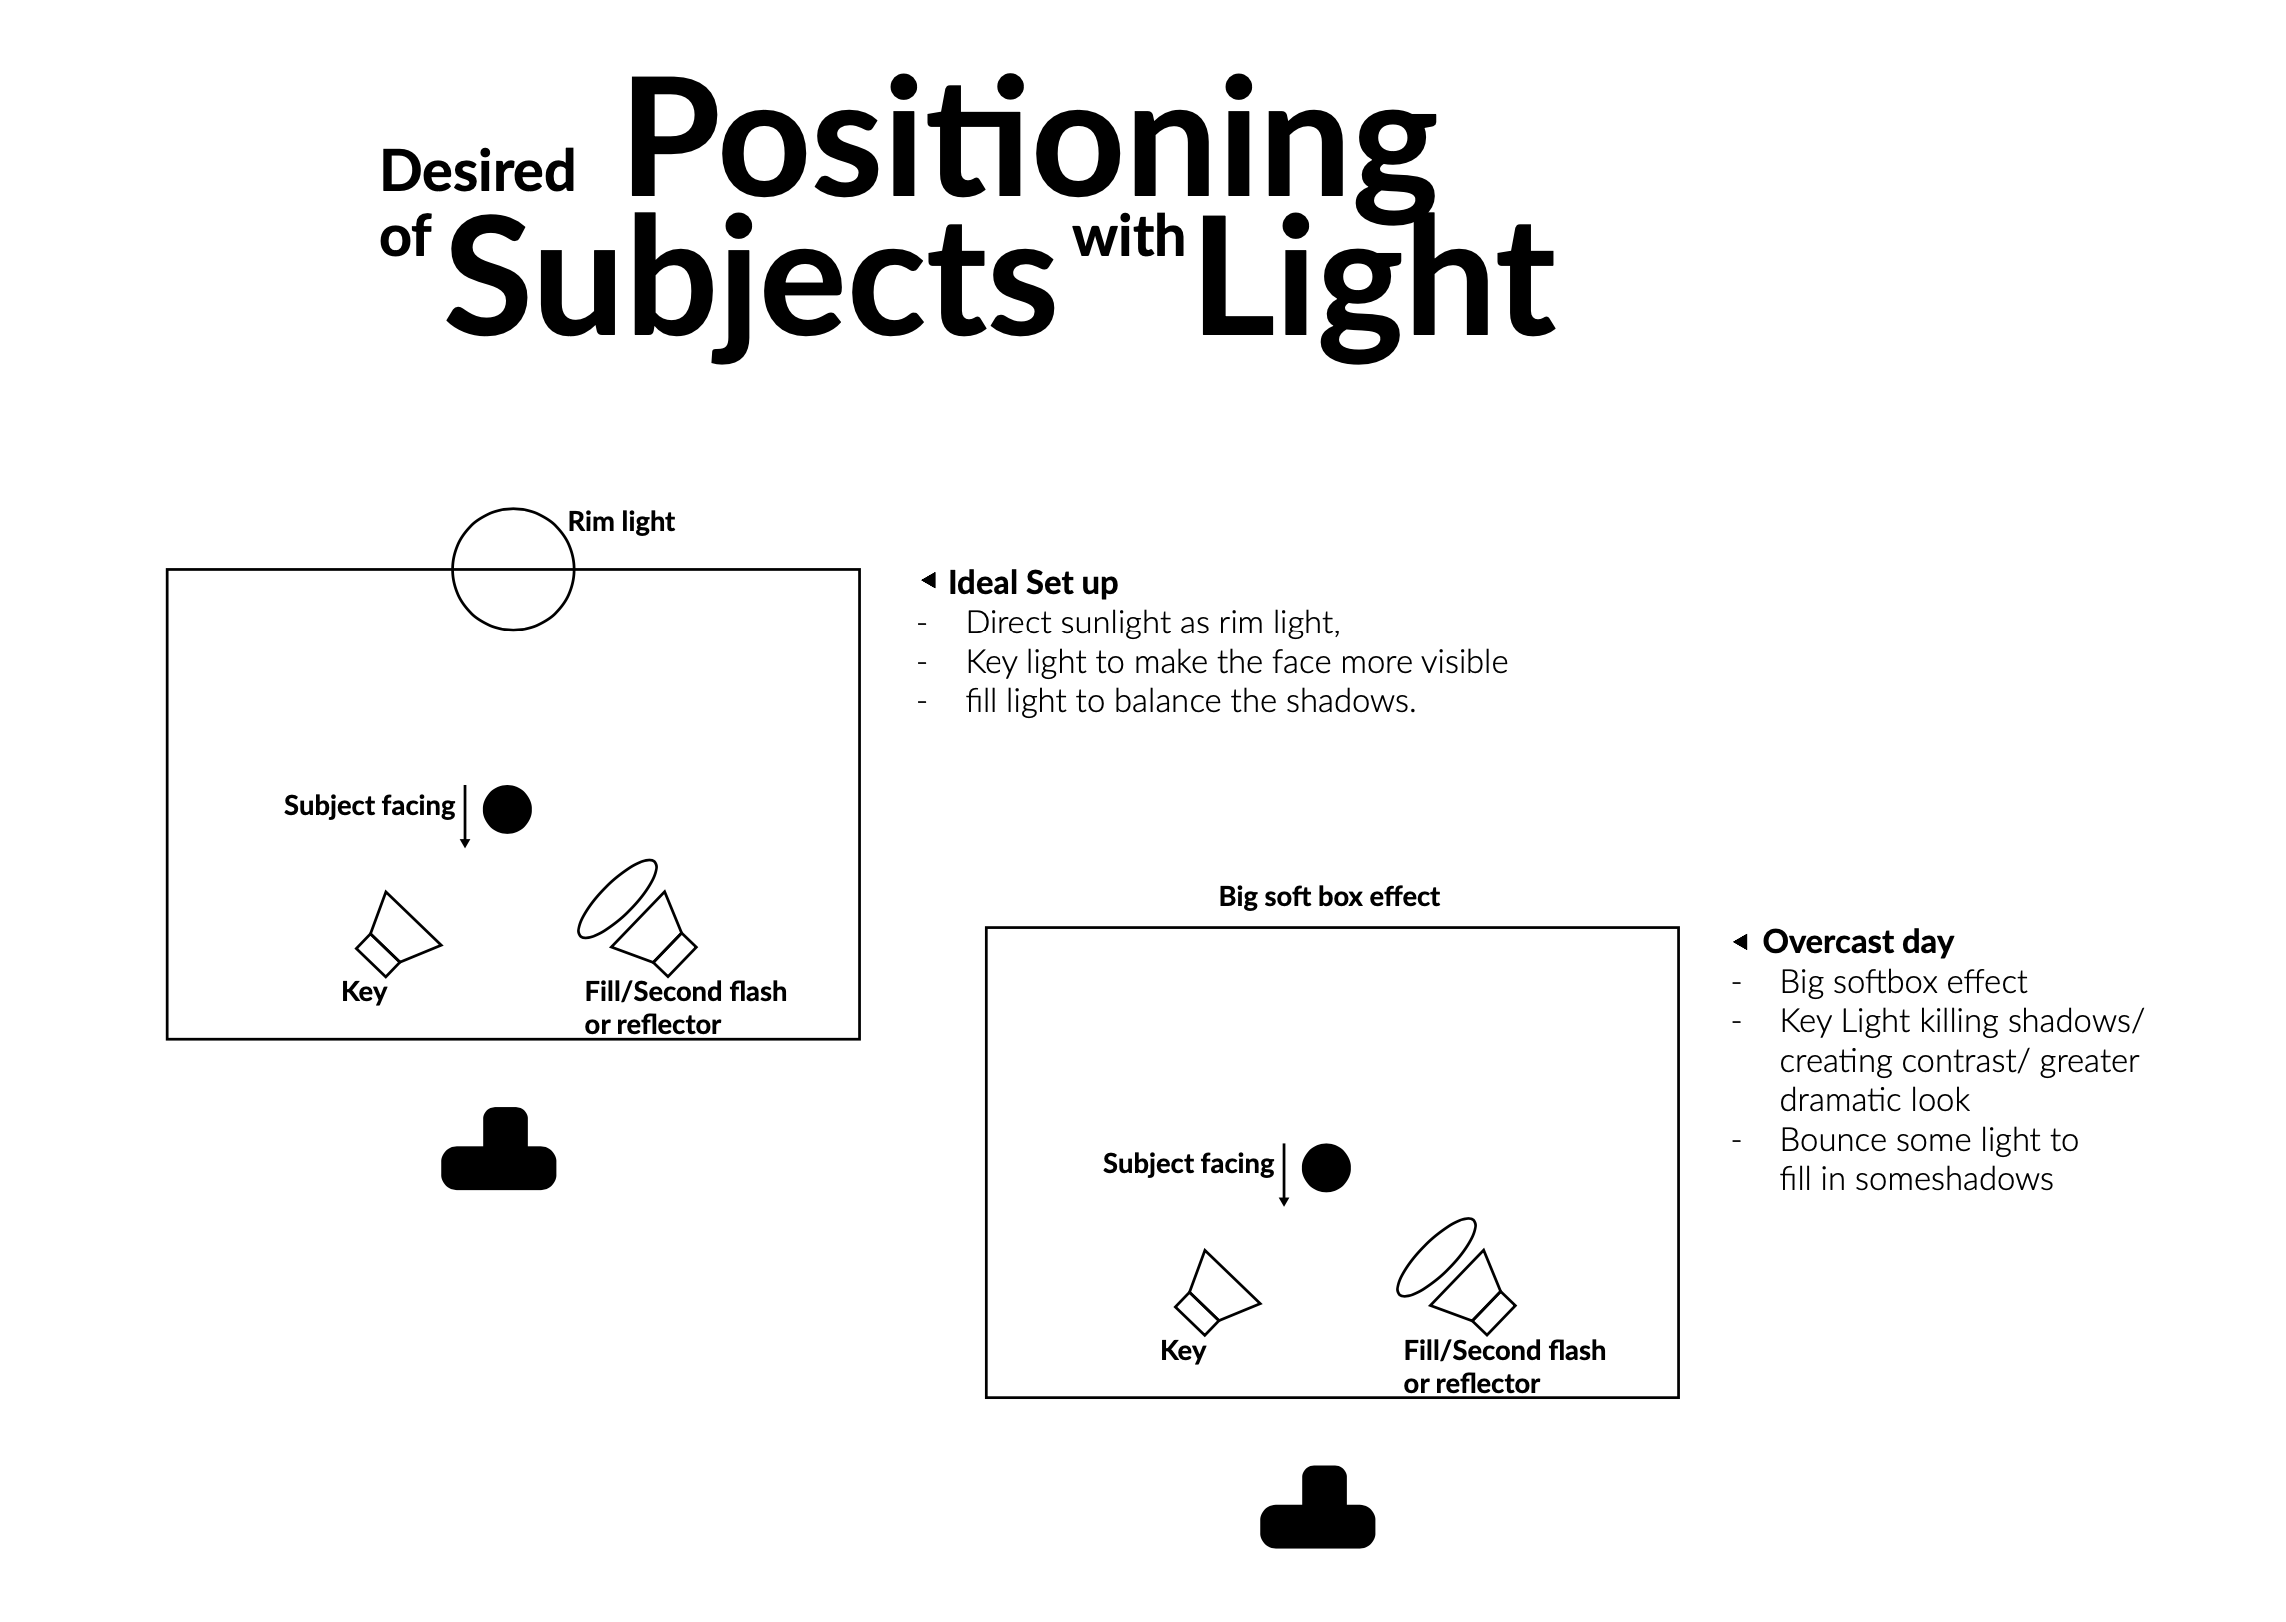 Desired Positioning
of Subjects with Light
Rim light
◄ Ideal Set up
- Direct sunlight as rim light,
- Key light to make the face more visible
- fill light to balance the shadows.
Subject facing
Key
Fill/Second flash
or reflector
Big soft box effect
◄ Overcast day
- Big softbox effect
- Key Light killing shadows/
creating contrast/ greater
dramatic look
- Bounce some light to
fill in someshadows
Subject facing
Key
Fill/Second flash
or reflector